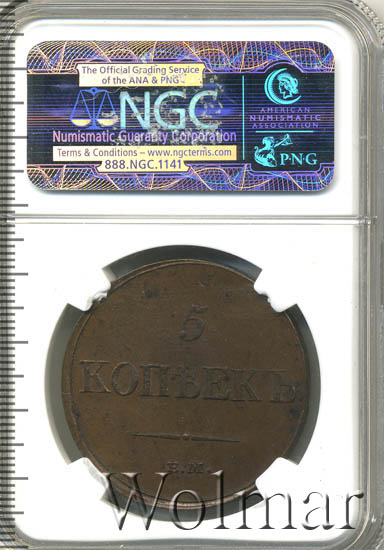 The Official Grading Service
of the ANA & PNG
NGC
Numismatic Guaranty Corporation
Terms & Conditions – www.ngcterms.com
888.NGC.1141
AMERICAN
NUMISMATIC
ASSOCIATION
P·N·G
5
КОПѢЕКЪ.
Е.М.
Wolmar